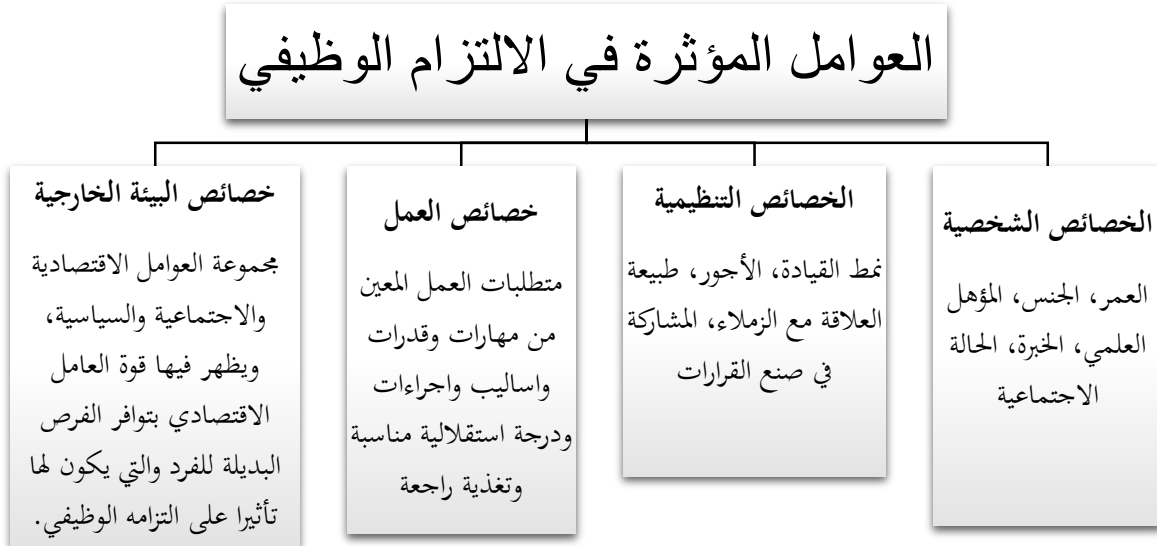 العوامل المؤثرة في الالتزام الوظيفي
الخصائص الشخصية
العمر، الجنس، المؤهل
العلمي، الخبرة، الحالة
الاجتماعية
الخصائص التنظيمية
نمط القيادة، الأجور، طبيعة
العلاقة مع الزملاء، المشاركة
في صنع القرارات
خصائص العمل
متطلبات العمل المعين
من مهارات وقدرات
واساليب واجراءات
ودرجة استقلالية مناسبة
وتغذية راجعة
خصائص البيئة الخارجية
مجموعة العوامل الاقتصادية
والاجتماعية والسياسية،
ويظهر فيها قوة العامل
الاقتصادي بتوافر الفرص
البديلة للفرد والتي يكون لها
تأثيرا على التزامه الوظيفي.